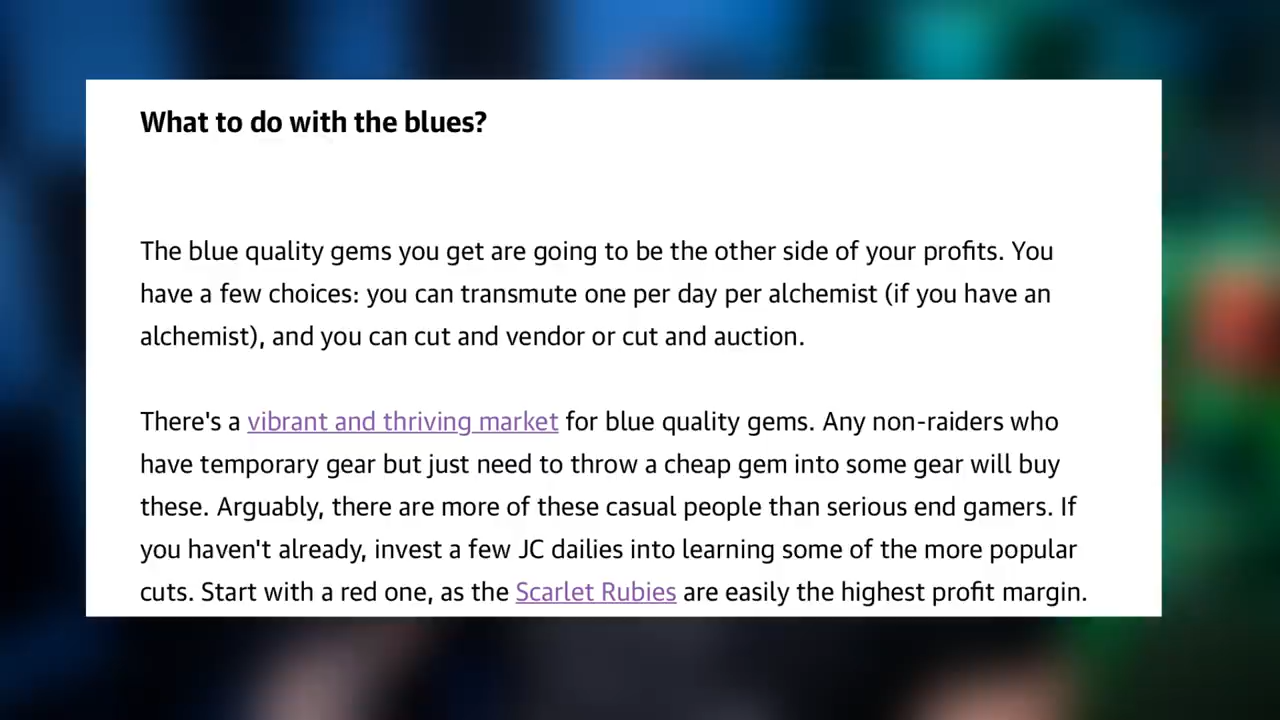 What to do with the blues?
The blue quality gems you get are going to be the other side of your profits. You
have a few choices: you can transmute one per day per alchemist (if you have an
alchemist), and you can cut and vendor or cut and auction.
There's a vibrant and thriving market for blue quality gems. Any non-raiders who
have temporary gear but just need to throw a cheap gem into some gear will buy
these. Arguably, there are more of these casual people than serious end gamers. If
you haven't already, invest a few JC dailies into learning some of the more popular
cuts. Start with a red one, as the Scarlet Rubies are easily the highest profit margin.